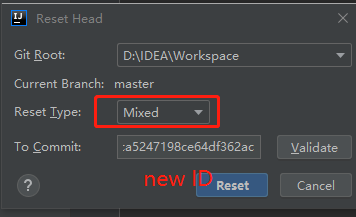 IJ Reset Head
Git Root: D:\IDEA\Workspace
Current Branch: master
Reset Type: Mixed
To Commit: :a5247198ce64df362ac Validate
new ID
? Reset Cancel